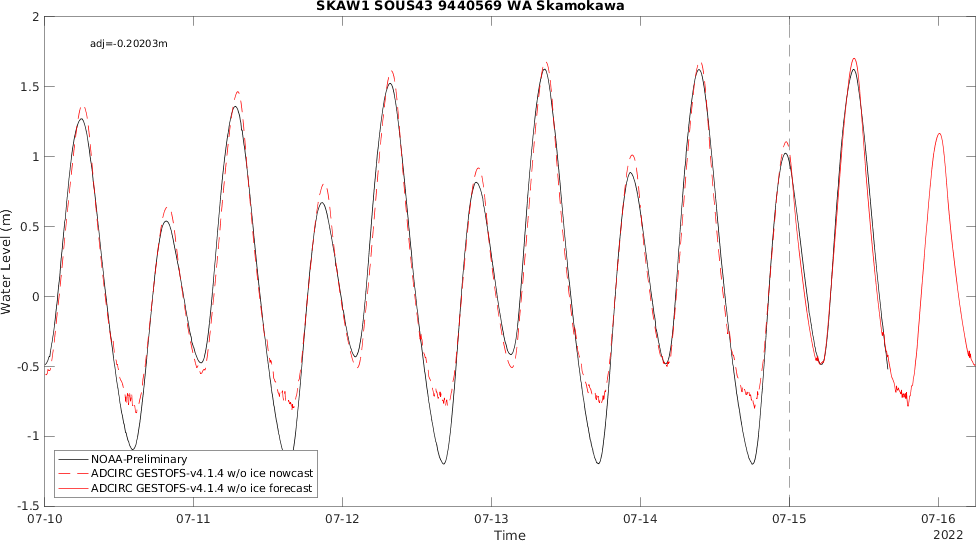 SKAW1 SOUS43 9440569 WA Skamokawa
adj=-0.20203m
Water Level (m)
2
1.5
1
0.5
0
-0.5
-1
-1.5
NOAA-Preliminary
ADCIRC GESTOFS-v4.1.4 w/o ice nowcast
ADCIRC GESTOFS-v4.1.4 w/o ice forecast
07-10 07-11 07-12 07-13 07-14 07-15 07-16
Time
2022